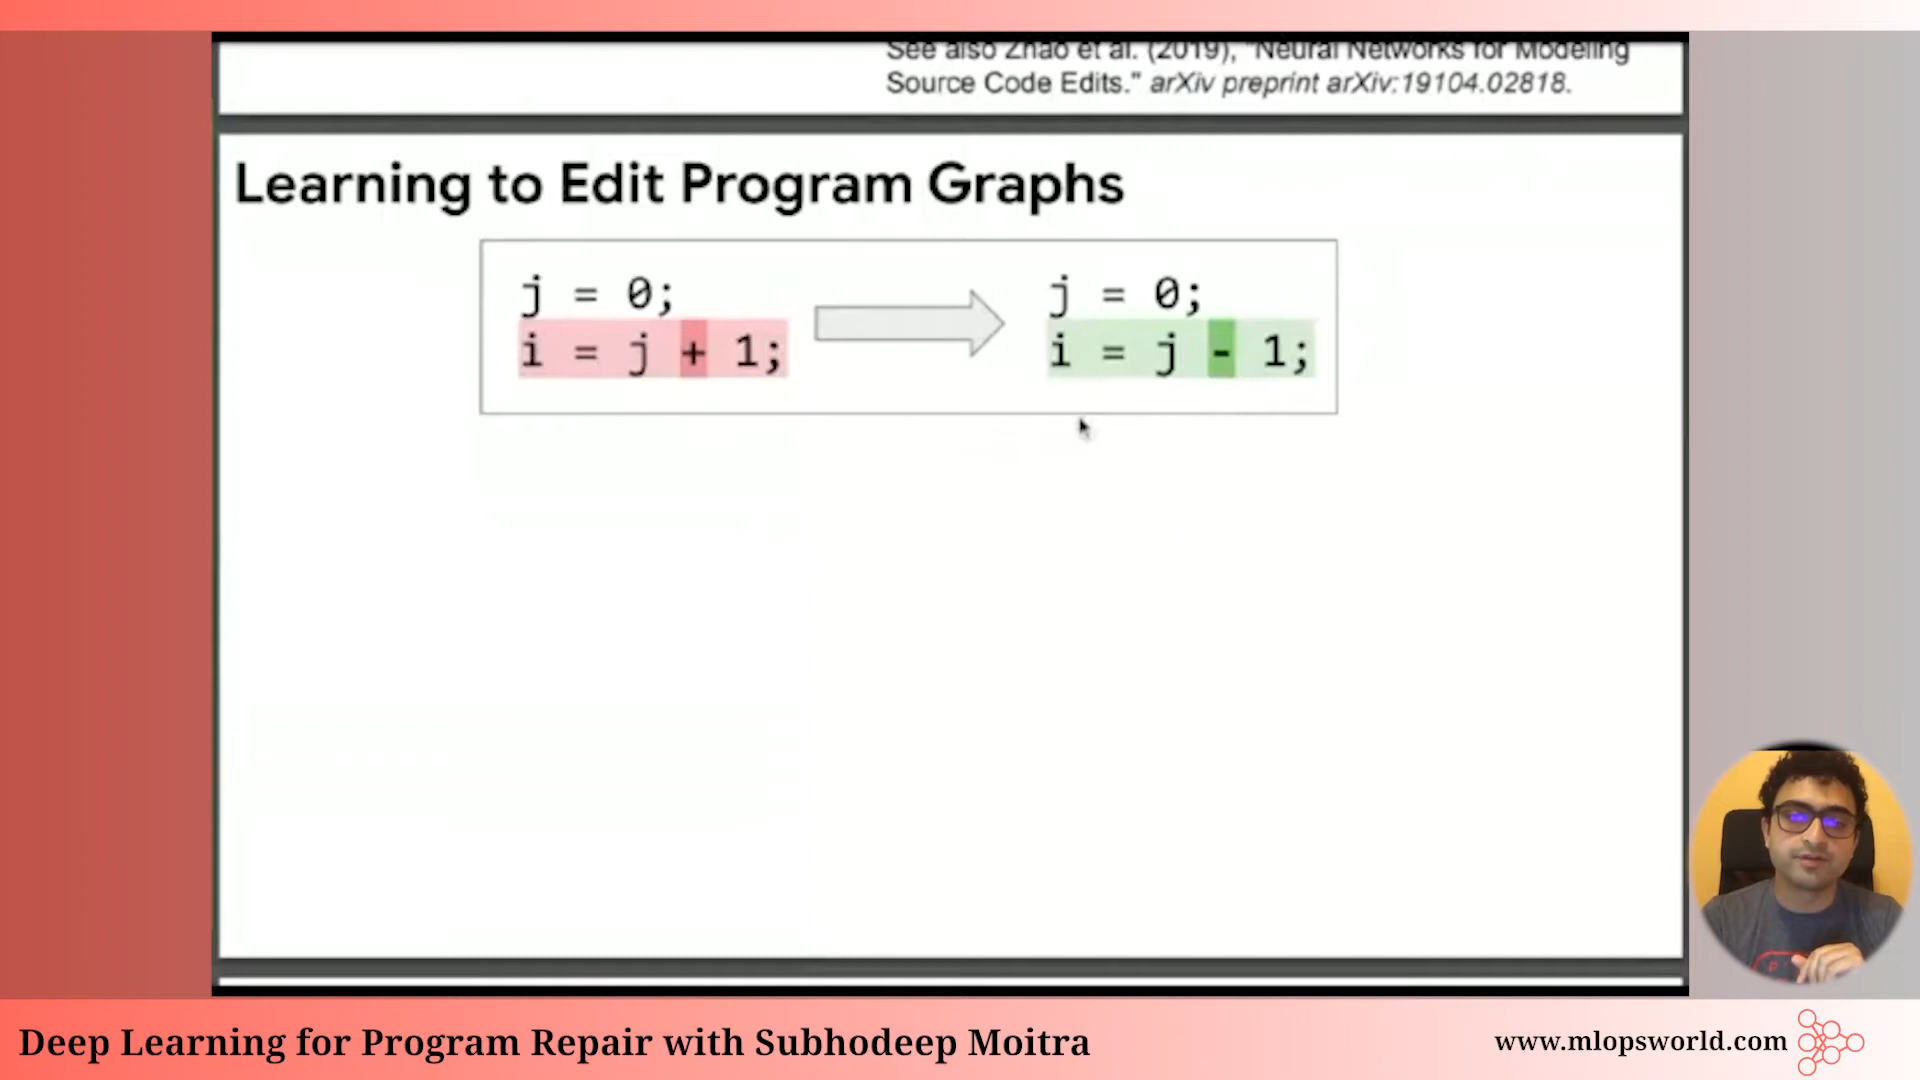 See also Zhao et al. (2019), "Neural Networks for Modeling
Source Code Edits." arXiv preprint arXiv:19104.02818.
Learning to Edit Program Graphs
j = 0;
i = j + 1;
j = 0;
i = j - 1;
Deep Learning for Program Repair with Subhodeep Moitra
www.mlopsworld.com